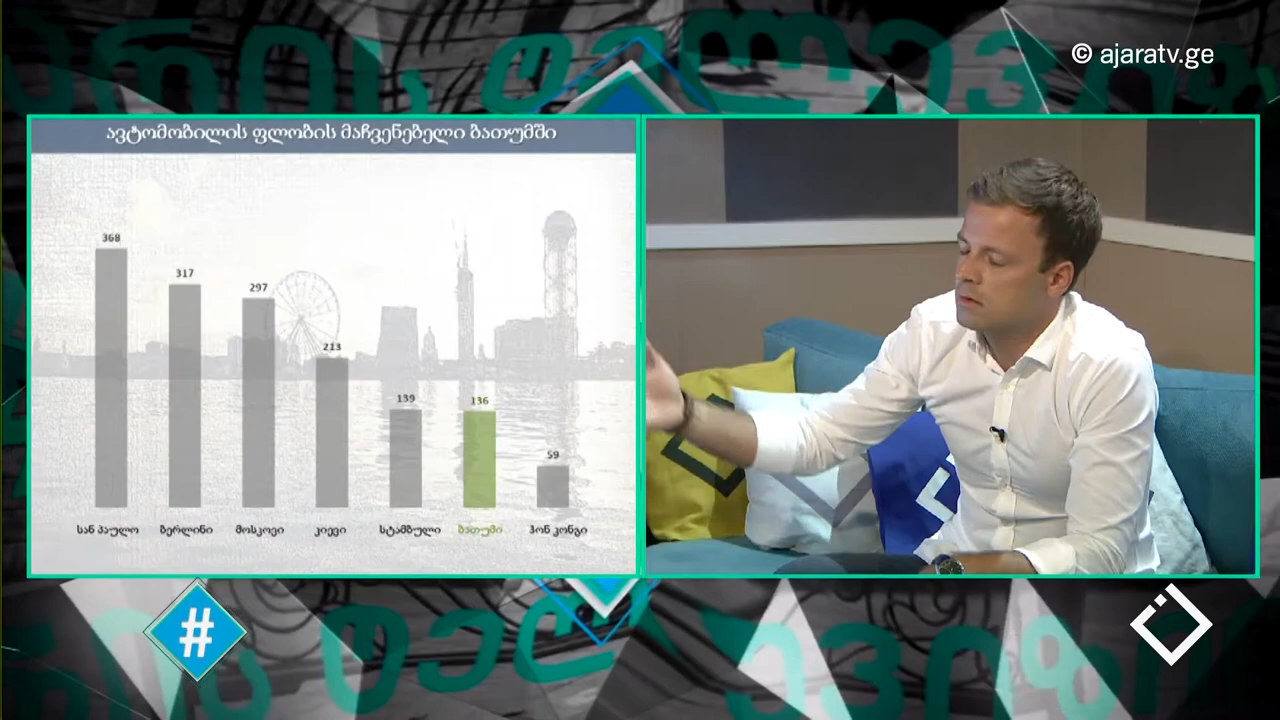 © ajaratv.ge
ავტომობილის ფლობის მაჩვენებელი ბათუმში
368
317
297
213
139
136
59
სან პაულო
ბერლინი
მოსკოვი
კიევი
სტამბული
ბათუმი
ჰონ კონგი
#